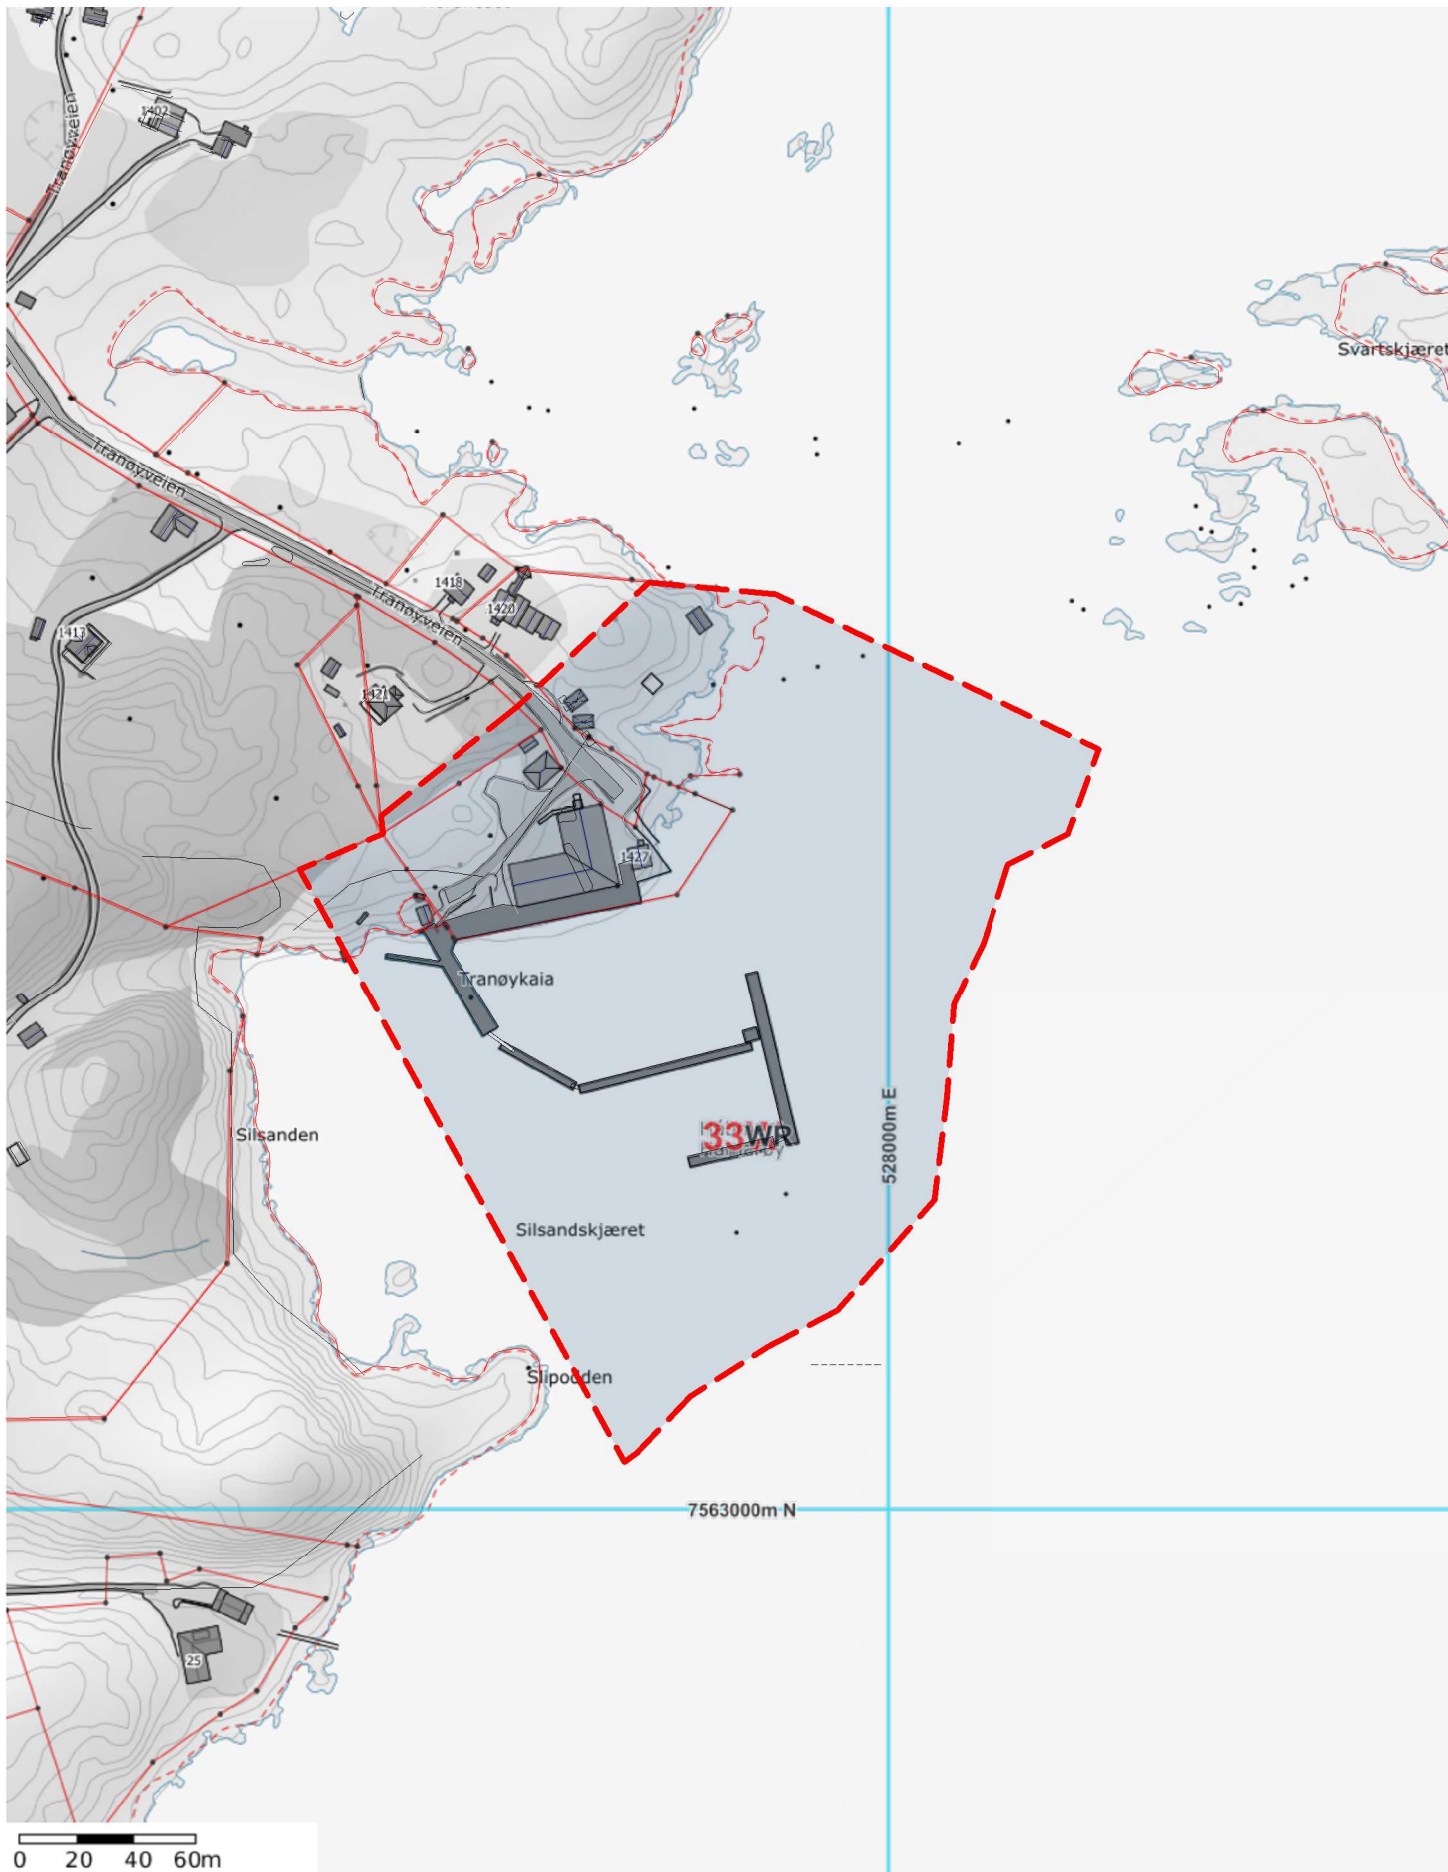 1402
Tranøyveien
Svartskjæret
Tranøyveien
1418
Tranøyveien
1420
1417
1421
1427
Tranøykaia
528000m E
33WR
Silsanden
Silsandskjæret
Slipodden
7563000m N
25
0 20 40 60m